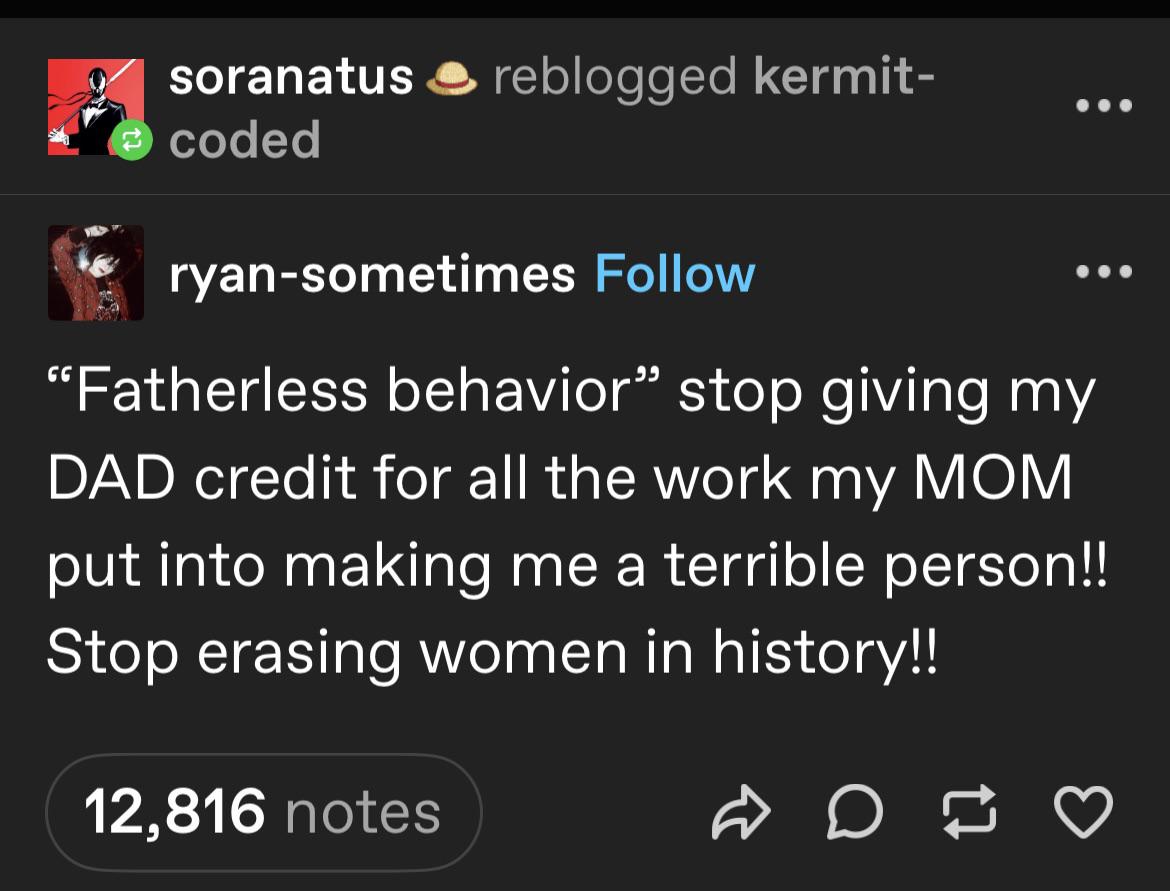 soranatus 👒 reblogged kermit-
coded
ryan-sometimes Follow
“Fatherless behavior” stop giving my
DAD credit for all the work my MOM
put into making me a terrible person!!
Stop erasing women in history!!
12,816 notes